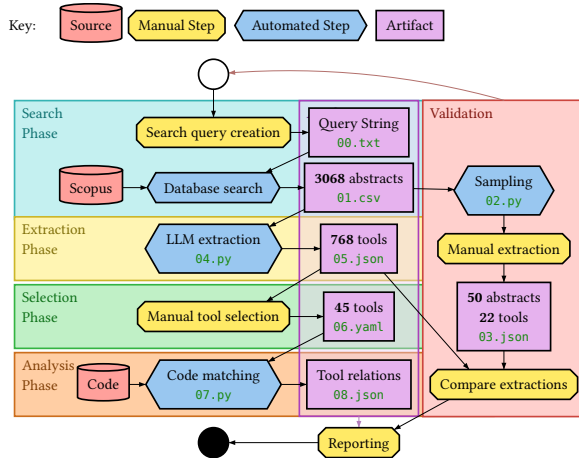 Key:
Source
Manual Step
Automated Step
Artifact
Search
Phase
Search query creation
Query String
00.txt
Validation
Scopus
Database search
3068 abstracts
01.csv
Sampling
02.py
Extraction
Phase
LLM extraction
04.py
768 tools
05.json
Manual extraction
Selection
Phase
Manual tool selection
45 tools
06.yaml
50 abstracts
22 tools
03.json
Analysis
Phase
Code
Code matching
07.py
Tool relations
08.json
Compare extractions
Reporting